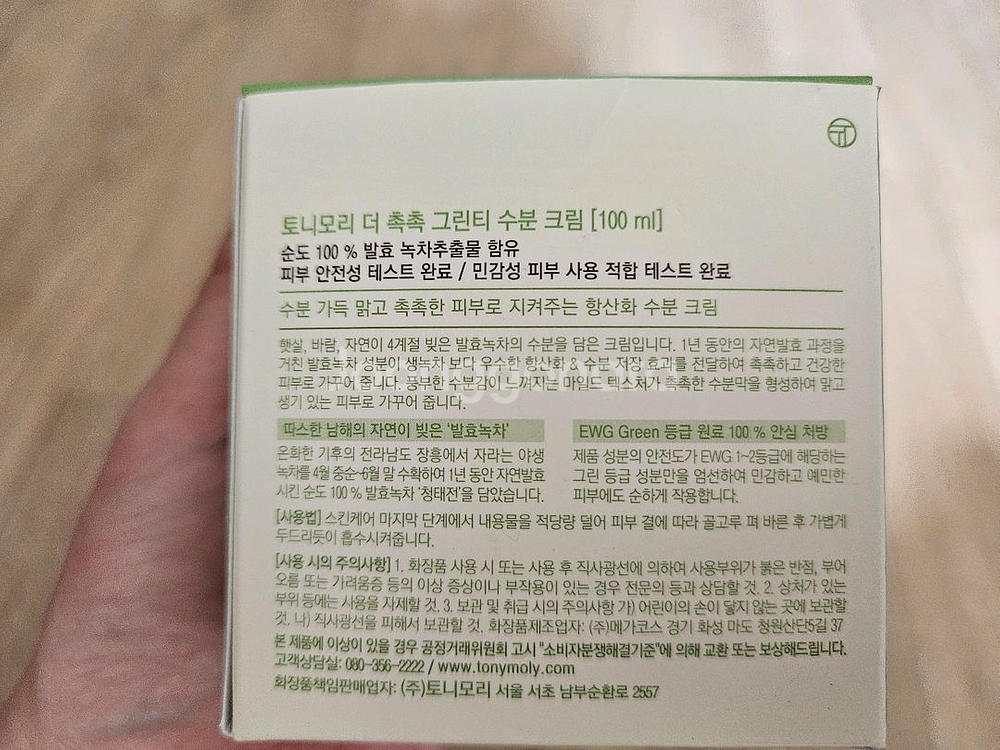 토니모리 더 촉촉 그린티 수분 크림 [100 ml]
순도 100 % 발효 녹차추출물 함유
피부 안전성 테스트 완료 / 민감성 피부 사용 적합 테스트 완료
수분 가득 맑고 촉촉한 피부로 지켜주는 항산화 수분 크림
햇살, 바람, 자연이 4계절 빚은 발효녹차의 수분을 담은 크림입니다. 1년 동안의 자연발효 과정을
거친 발효녹차 성분이 생녹차 보다 우수한 항산화 & 수분 저장 효과를 전달하여 촉촉하고 건강한
피부로 가꾸어 줍니다. 풍부한 수분감이 느껴지는 마일드 텍스처가 촉촉한 수분막을 형성하여 맑고
생기 있는 피부로 가꾸어 줍니다.
따스한 남해의 자연이 빚은 '발효녹차'
온화한 기후의 전라남도 장흥에서 자라는 야생
녹차를 4월 중순~6월 말 수확하여 1년 동안 자연발효
시킨 순도 100 % 발효녹차 '청태전'을 담았습니다.
EWG Green 등급 원료 100 % 안심 처방
제품 성분의 안전도가 EWG 1~2등급에 해당하는
그린 등급 성분만을 엄선하여 민감하고 예민한
피부에도 순하게 작용합니다.
[사용법] 스킨케어 마지막 단계에서 내용물을 적당량 덜어 피부 결에 따라 골고루 펴 바른 후 가볍게
두드리듯이 흡수시켜줍니다.
[사용 시의 주의사항] 1. 화장품 사용 시 또는 사용 후 직사광선에 의하여 사용부위가 붉은 반점, 부어
오름 또는 가려움증 등의 이상 증상이나 부작용이 있는 경우 전문의 등과 상담할 것. 2. 상처가 있는
부위 등에는 사용을 자제할 것. 3. 보관 및 취급 시의 주의사항 가) 어린이의 손이 닿지 않는 곳에 보관할
것. 나) 직사광선을 피해서 보관할 것. 화장품제조업자: (주)메가코스 경기 화성 마도 청원산단5길 37
본 제품에 이상이 있을 경우 공정거래위원회 고시 "소비자분쟁해결기준"에 의해 교환 또는 보상해드립니다.
고객상담실: 080-356-2222 / www.tonymoly.com
화장품책임판매업자: (주)토니모리 서울 서초 남부순환로 2557